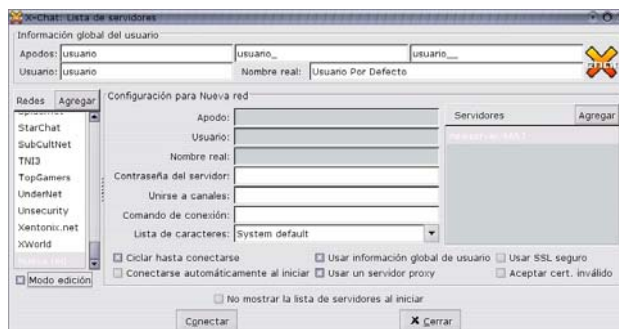 X-Chat: Lista de servidores
Información global del usuario
Apodos: usuario usuario_ usuario__
Usuario: usuario Nombre real: Usuario Por Defecto
Redes Agregar
StarChat
SubCultNet
TNI3
TopGamers
UnderNet
Unsecurity
Xentonix.net
XWorld
Nueva red
Modo edición
Configuración para Nueva red
Apodo:
Usuario:
Nombre real:
Contraseña del servidor:
Unirse a canales:
Comando de conexión:
Lista de caracteres: System default
Servidores Agregar
Ciclar hasta conectarse Usar información global de usuario Usar SSL seguro
Conectarse automáticamente al iniciar Usar un servidor proxy Aceptar cert. inválido
No mostrar la lista de servidores al iniciar
Conectar Cerrar